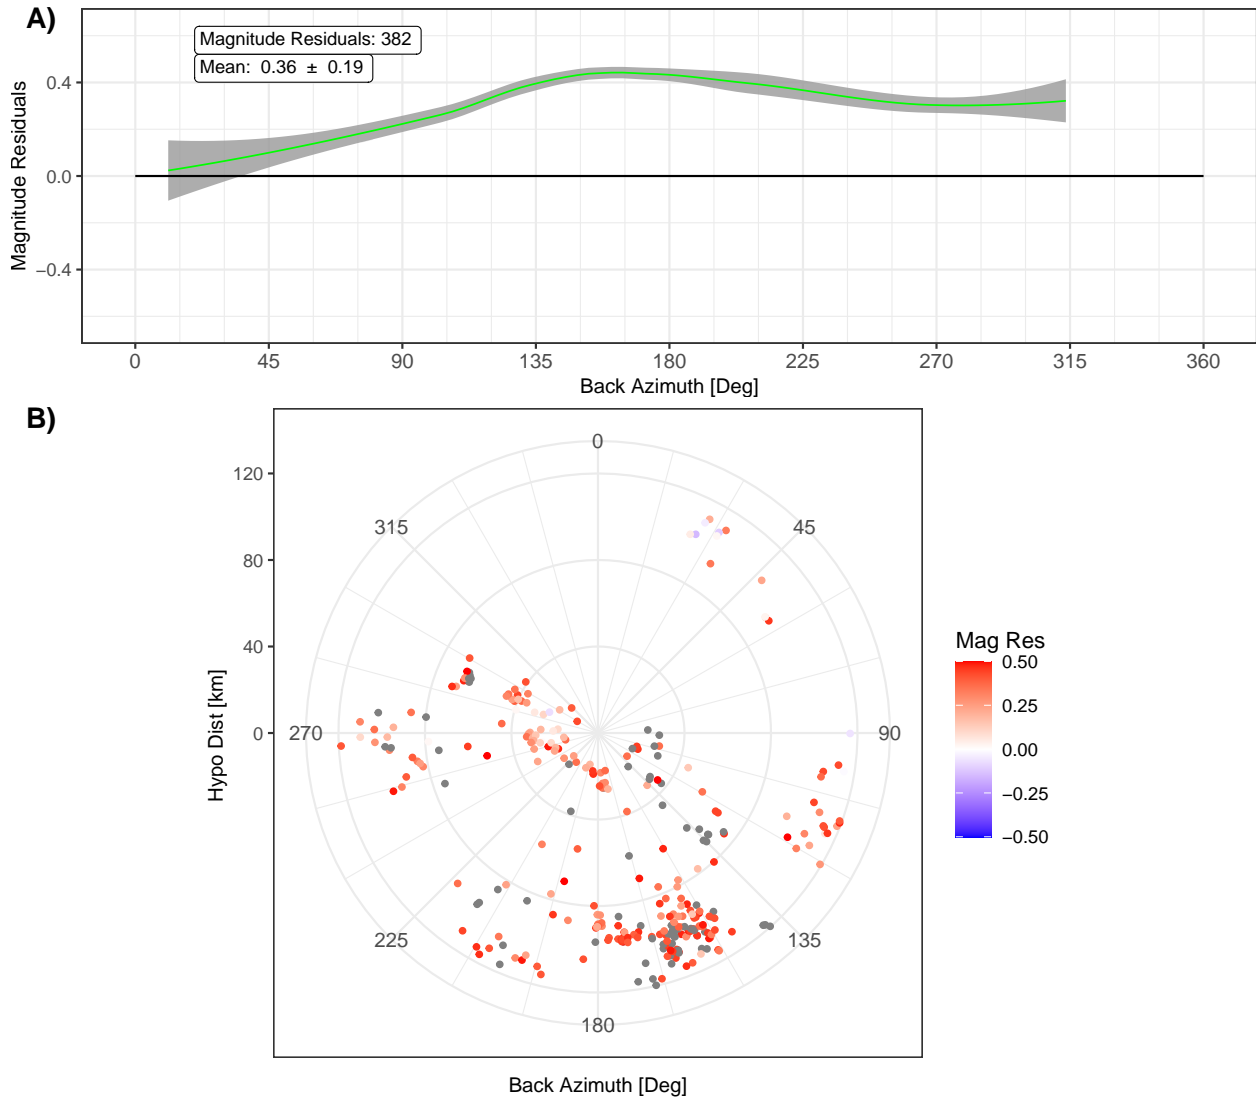 A)
Magnitude Residuals: 382
Mean: 0.36 ± 0.19
0.4
0.0
−0.4
Magnitude Residuals
0 45 90 135 180 225 270 315 360
Back Azimuth [Deg]
B)
0
45
90
135
180
225
270
315
120
80
40
0
Hypo Dist [km]
Back Azimuth [Deg]
Mag Res
0.50
0.25
0.00
−0.25
−0.50